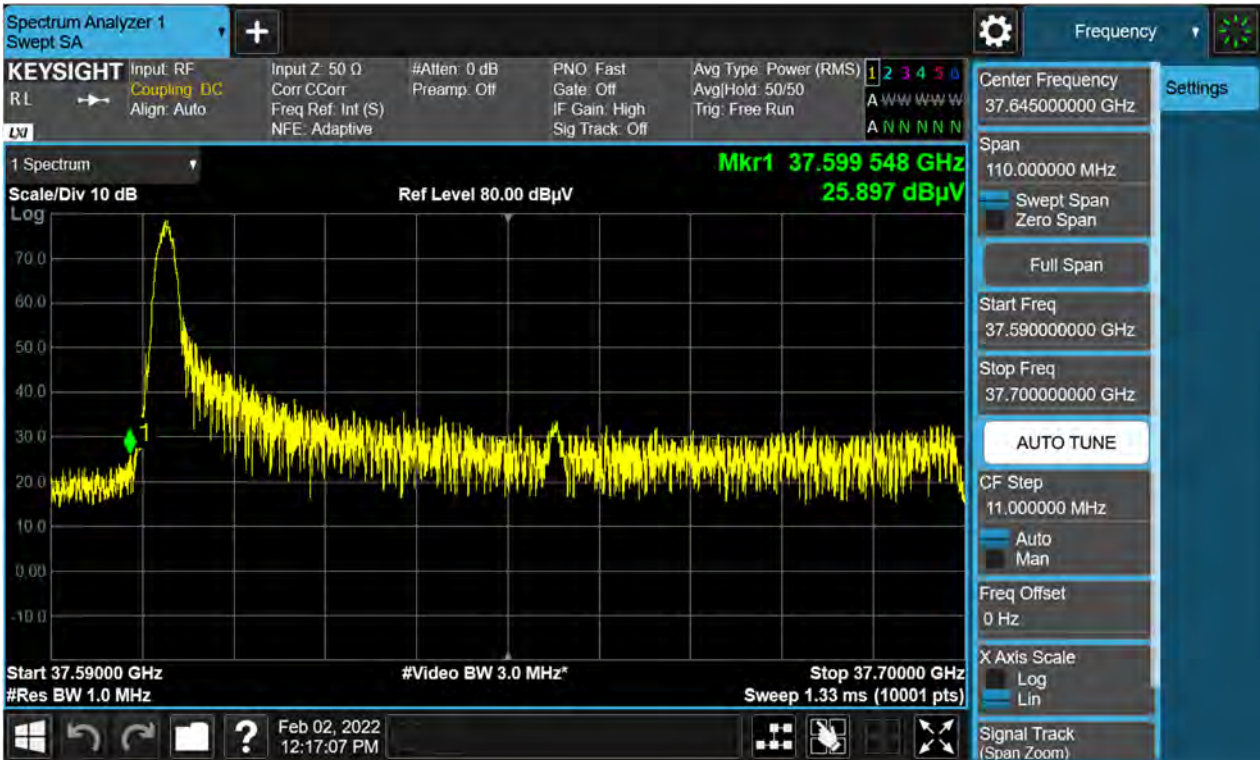 Spectrum Analyzer 1
Swept SA
+
Frequency
KEYSIGHT
R L
LXI
Input: RF
Coupling: DC
Align: Auto
Input Z: 50 Ω
Corr CCorr
Freq Ref: Int (S)
NFE: Adaptive
#Atten: 0 dB
Preamp: Off
PNO: Fast
Gate: Off
IF Gain: High
Sig Track: Off
Avg Type: Power (RMS)
Avg|Hold: 50/50
Trig: Free Run
1 2 3 4 5 6
A W W W W W
A N N N N N
Center Frequency
37.645000000 GHz
Settings
1 Spectrum
Mkr1 37.599 548 GHz
25.897 dBµV
Scale/Div 10 dB
Ref Level 80.00 dBµV
Log
70.0
60.0
50.0
40.0
30.0
20.0
10.0
0.00
-10.0
1
Start 37.59000 GHz
#Video BW 3.0 MHz*
Stop 37.70000 GHz
#Res BW 1.0 MHz
Sweep 1.33 ms (10001 pts)
Span
110.000000 MHz
Swept Span
Zero Span
Full Span
Start Freq
37.590000000 GHz
Stop Freq
37.700000000 GHz
AUTO TUNE
CF Step
11.000000 MHz
Auto
Man
Freq Offset
0 Hz
X Axis Scale
Log
Lin
Signal Track
(Span Zoom)
?
Feb 02, 2022
12:17:07 PM